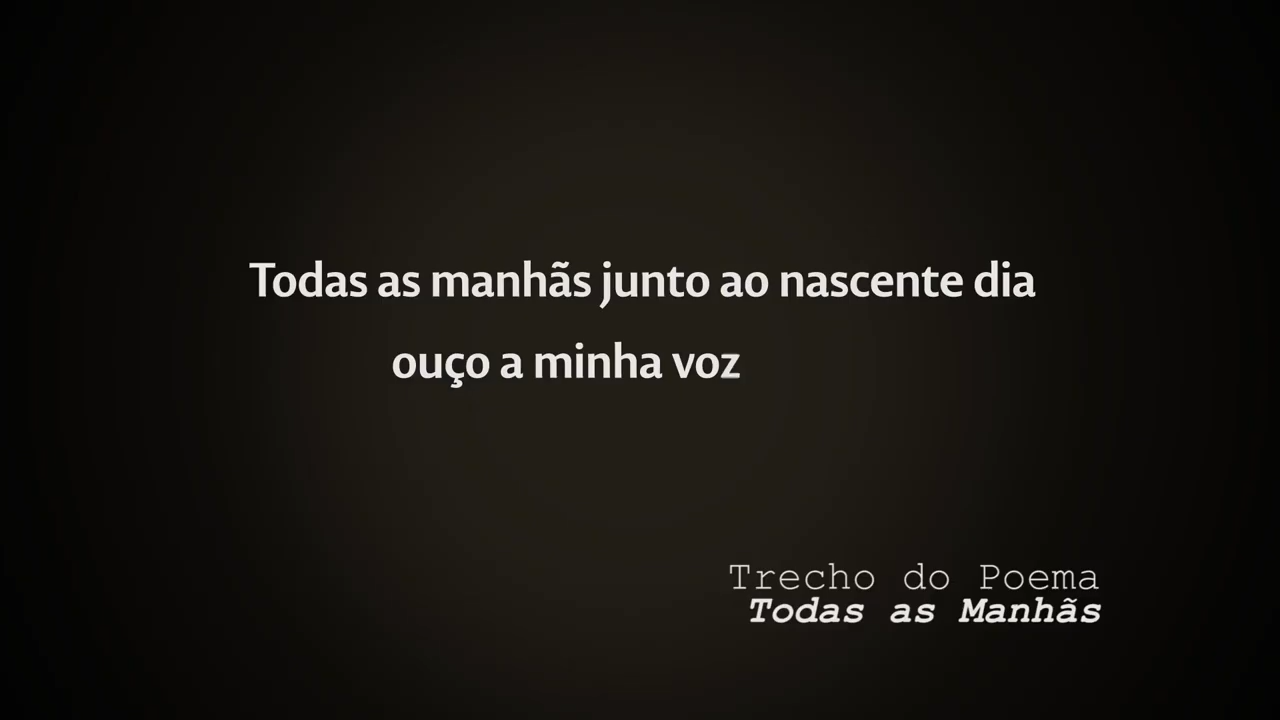 Todas as manhãs junto ao nascente dia
ouço a minha voz
Trecho do Poema
Todas as Manhãs